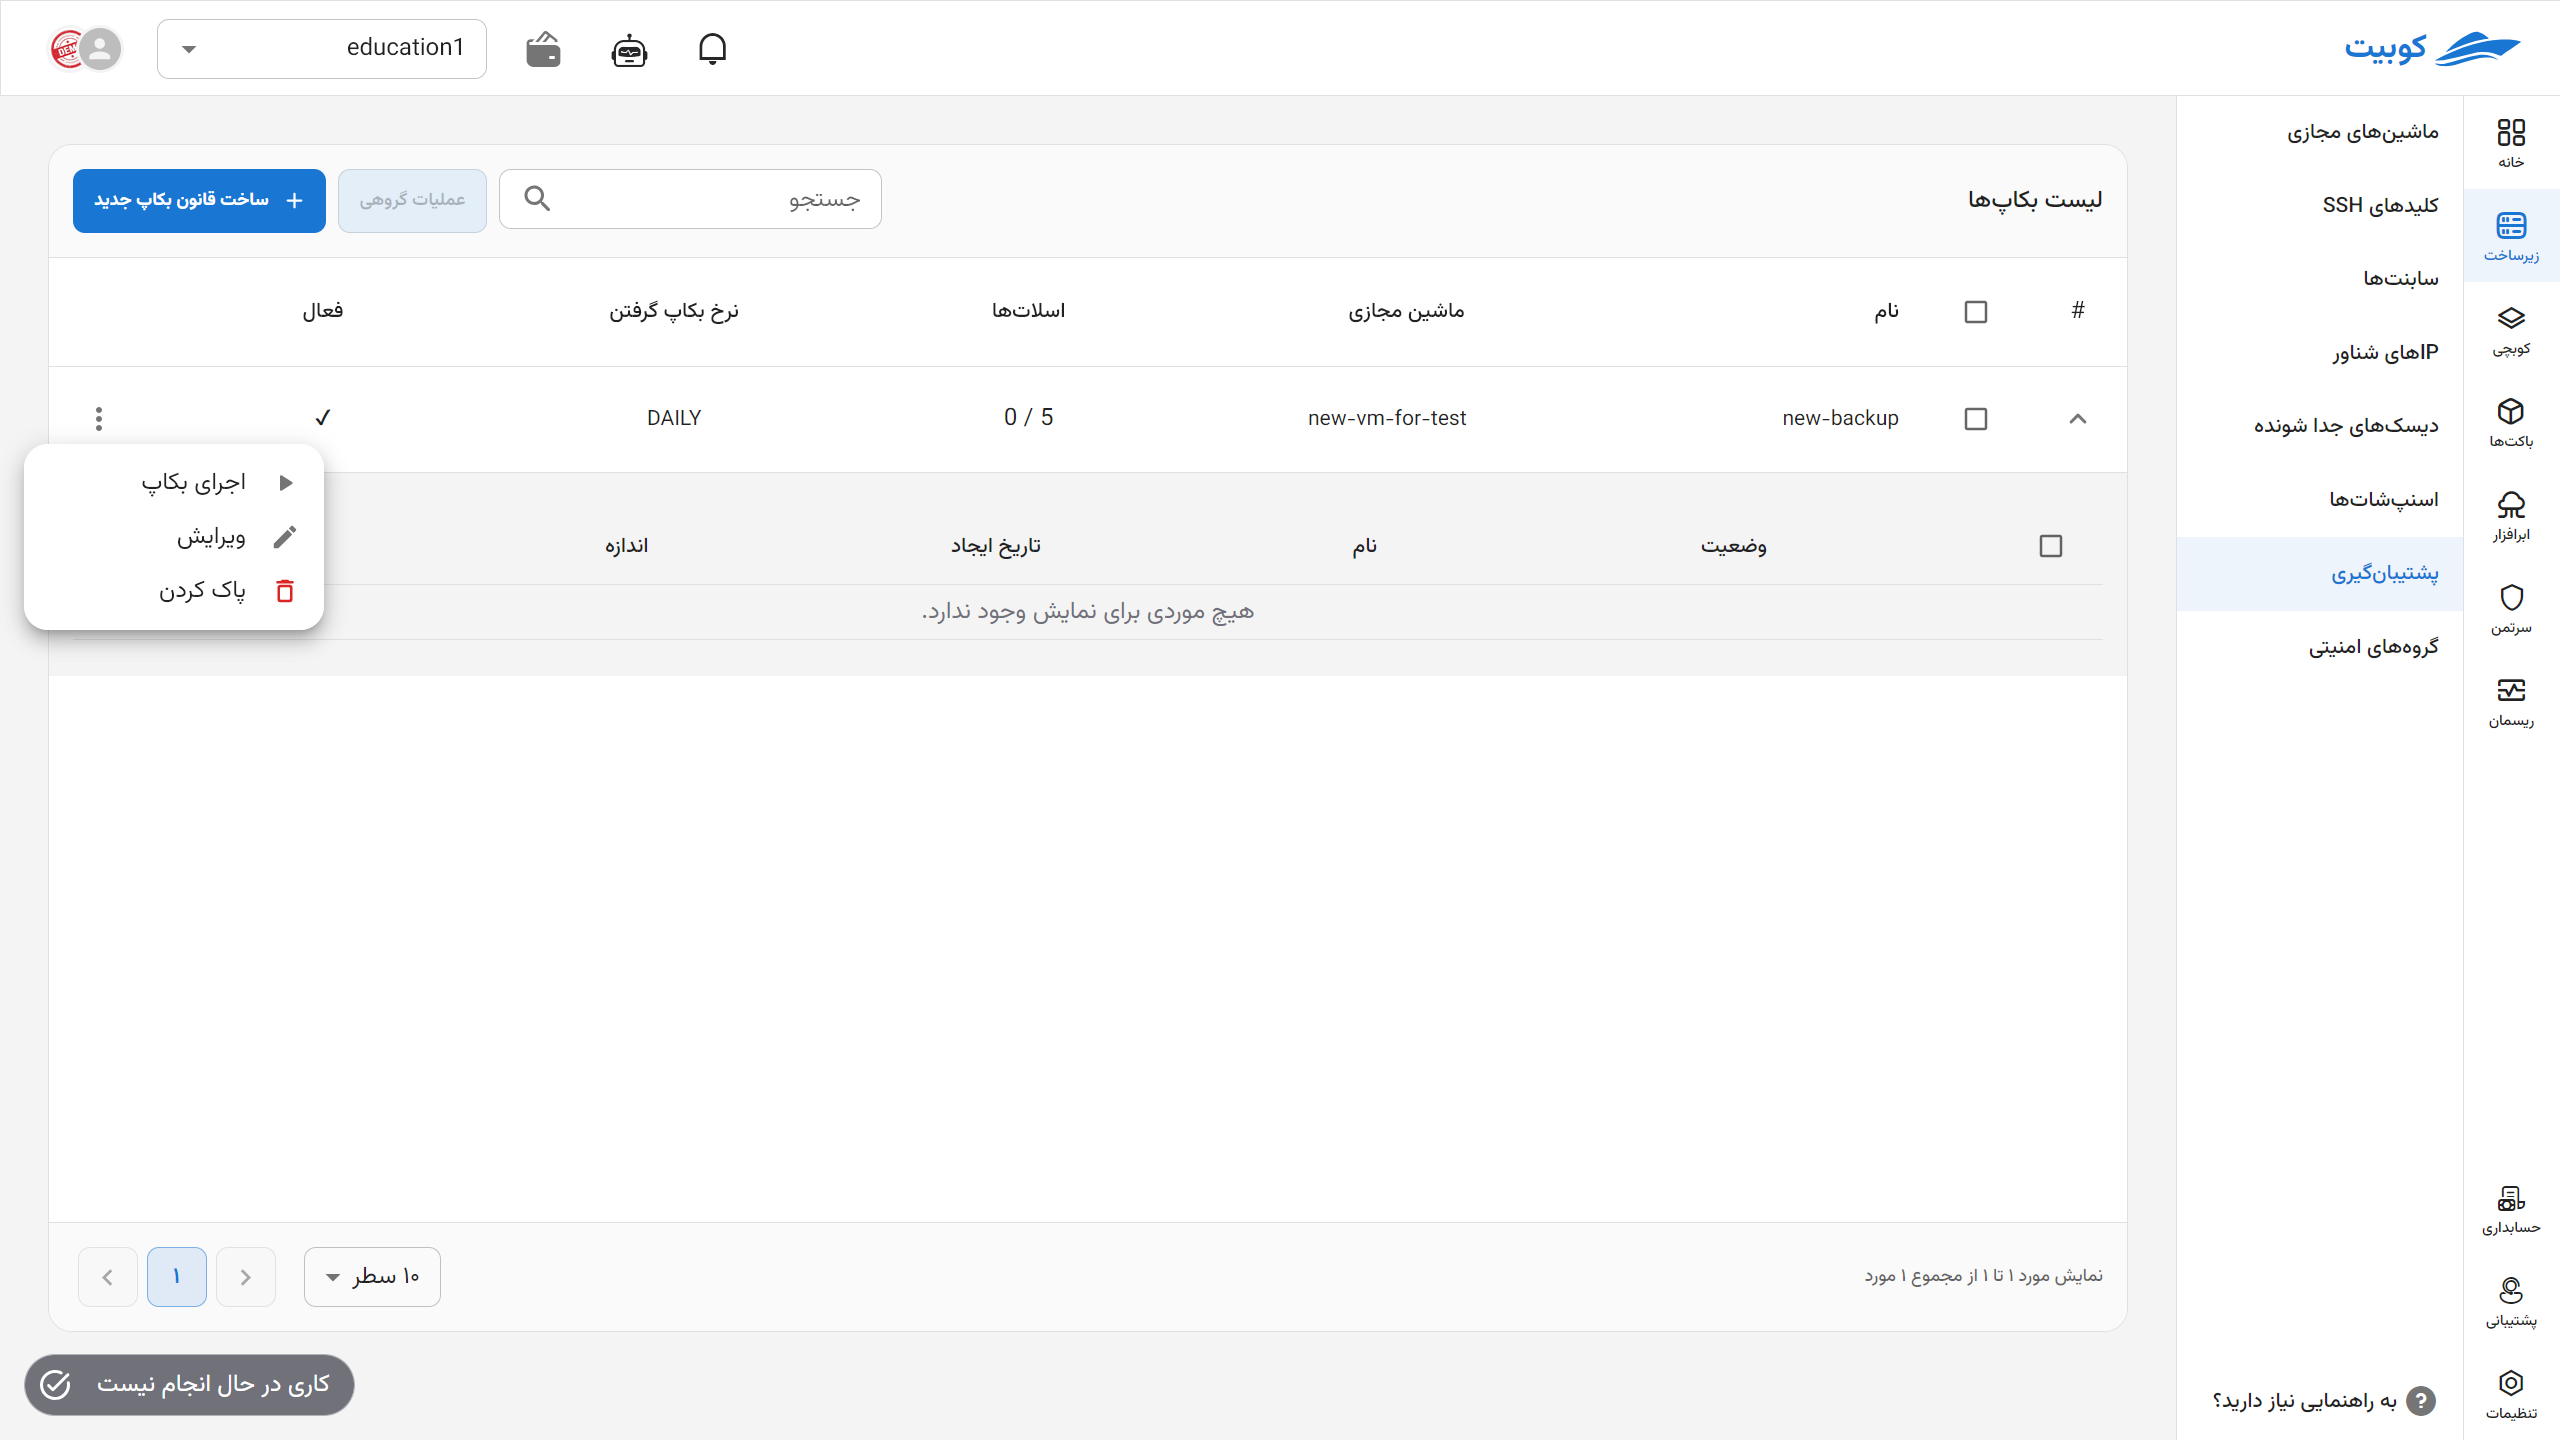 کوبیت
education1
DEMO
خانه
زیرساخت
کوبچی
باکت‌ها
ابرافزار
سرتمن
ریسمان
حسابداری
پشتیبانی
تنظیمات
ماشین‌های مجازی
کلیدهای SSH
سابنت‌ها
IPهای شناور
دیسک‌های جدا شونده
اسنپ‌شات‌ها
پشتیبان‌گیری
گروه‌های امنیتی
به راهنمایی نیاز دارید؟
لیست بکاپ‌ها
جستجو
عملیات گروهی
ساخت قانون بکاپ جدید +
# نام ماشین مجازی اسلات‌ها نرخ بکاپ گرفتن فعال
new-backup new-vm-for-test 0 / 5 DAILY ✓
اجرای بکاپ
ویرایش
پاک کردن
وضعیت نام تاریخ ایجاد اندازه
هیچ موردی برای نمایش وجود ندارد.
نمایش مورد ۱ تا ۱ از مجموع ۱ مورد
۱۰ سطر
۱
کاری در حال انجام نیست